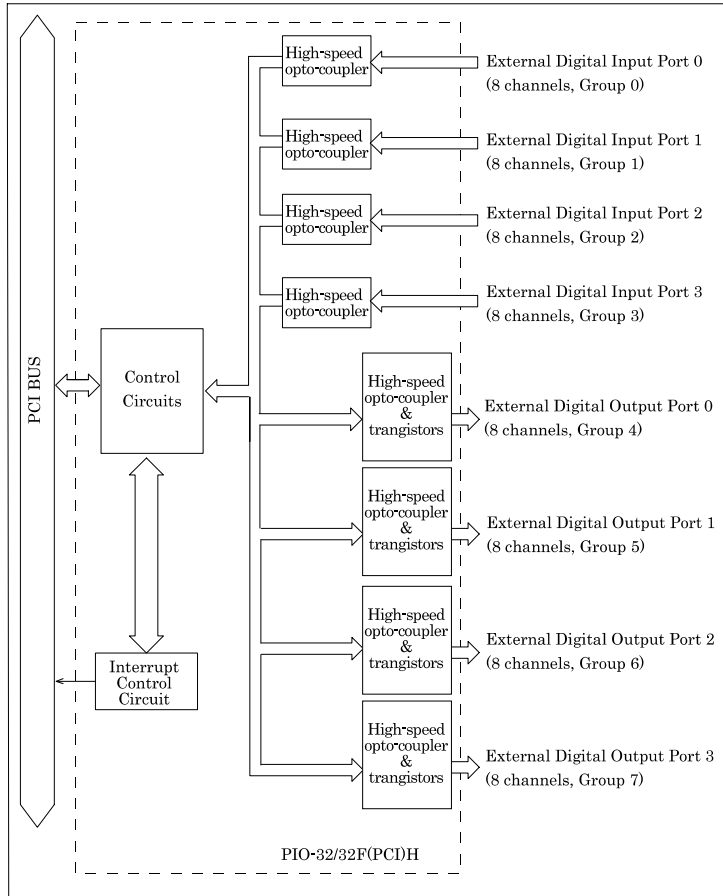 High-speed
opto-coupler
External Digital Input Port 0
(8 channels, Group 0)
High-speed
opto-coupler
External Digital Input Port 1
(8 channels, Group 1)
High-speed
opto-coupler
External Digital Input Port 2
(8 channels, Group 2)
High-speed
opto-coupler
External Digital Input Port 3
(8 channels, Group 3)
PCI BUS
Control
Circuits
High-speed
opto-coupler
&
trangistors
External Digital Output Port 0
(8 channels, Group 4)
High-speed
opto-coupler
&
trangistors
External Digital Output Port 1
(8 channels, Group 5)
High-speed
opto-coupler
&
trangistors
External Digital Output Port 2
(8 channels, Group 6)
Interrupt
Control
Circuit
High-speed
opto-coupler
&
trangistors
External Digital Output Port 3
(8 channels, Group 7)
PIO-32/32F(PCI)H